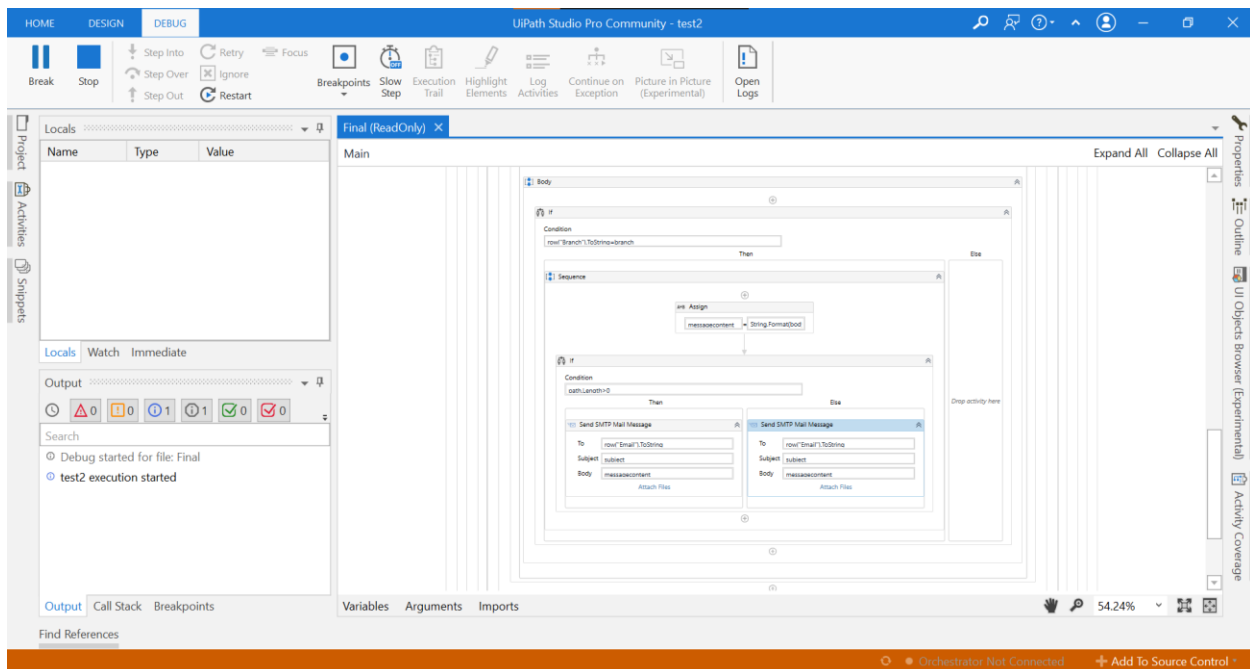 HOME DESIGN DEBUG UiPath Studio Pro Community - test2
Break Stop Step Into Step Over Step Out Retry Ignore Restart Focus Breakpoints Slow Step Execution Trail Highlight Elements Log Activities Continue on Exception Picture in Picture (Experimental) Open Logs
OFF
Project
Activities
Snippets
Locals
Name Type Value
Locals Watch Immediate
Output
0 0 1 1 0 0
Search
Debug started for file: Final
test2 execution started
Output Call Stack Breakpoints
Find References
Final (ReadOnly)
Main Expand All Collapse All
Body
If
Condition
row("Branch").ToString=branch
Then Else
Sequence
Assign
messagecontent = String.Format(bod
If
Condition
path.Length>0
Then Else
Drop activity here
Send SMTP Mail Message Send SMTP Mail Message
To row("Email").ToString To row("Email").ToString
Subject subject Subject subject
Body messagecontent Body messagecontent
Attach Files Attach Files
Variables Arguments Imports 54.24%
Properties
Outline
UI Objects Browser (Experimental)
Activity Coverage
Orchestrator Not Connected + Add To Source Control